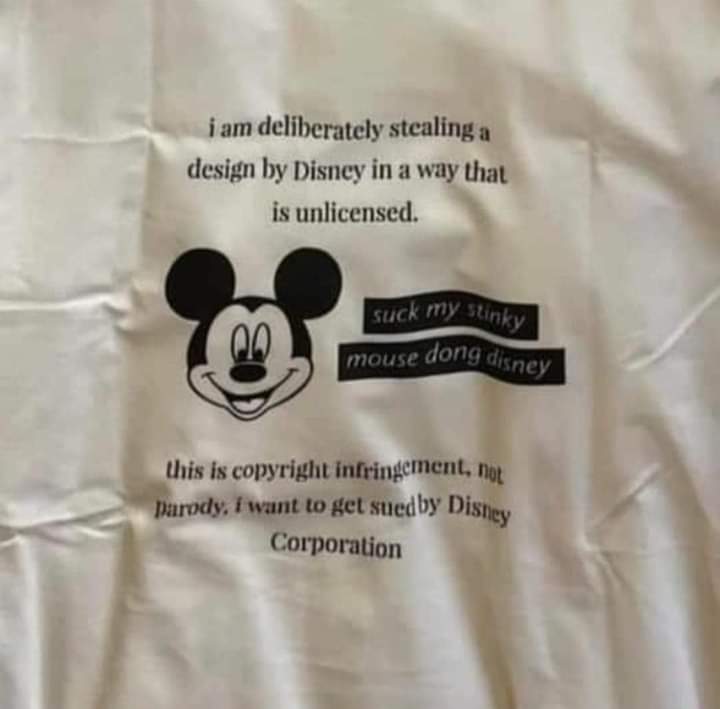 i am deliberately stealing a
design by Disney in a way that
is unlicensed.
suck my stinky
mouse dong disney
this is copyright infringement, not
parody, i want to get sued by Disney
Corporation